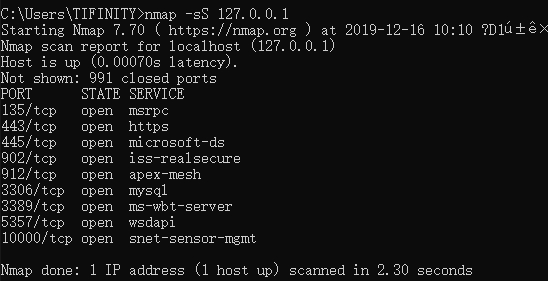 C:\Users\TIFINITY>nmap -sS 127.0.0.1
Starting Nmap 7.70 ( https://nmap.org ) at 2019-12-16 10:10 ?D1ú±ê×
Nmap scan report for localhost (127.0.0.1)
Host is up (0.00070s latency).
Not shown: 991 closed ports
PORT      STATE SERVICE
135/tcp   open  msrpc
443/tcp   open  https
445/tcp   open  microsoft-ds
902/tcp   open  iss-realsecure
912/tcp   open  apex-mesh
3306/tcp  open  mysql
3389/tcp  open  ms-wbt-server
5357/tcp  open  wsdapi
10000/tcp open  snet-sensor-mgmt
Nmap done: 1 IP address (1 host up) scanned in 2.30 seconds